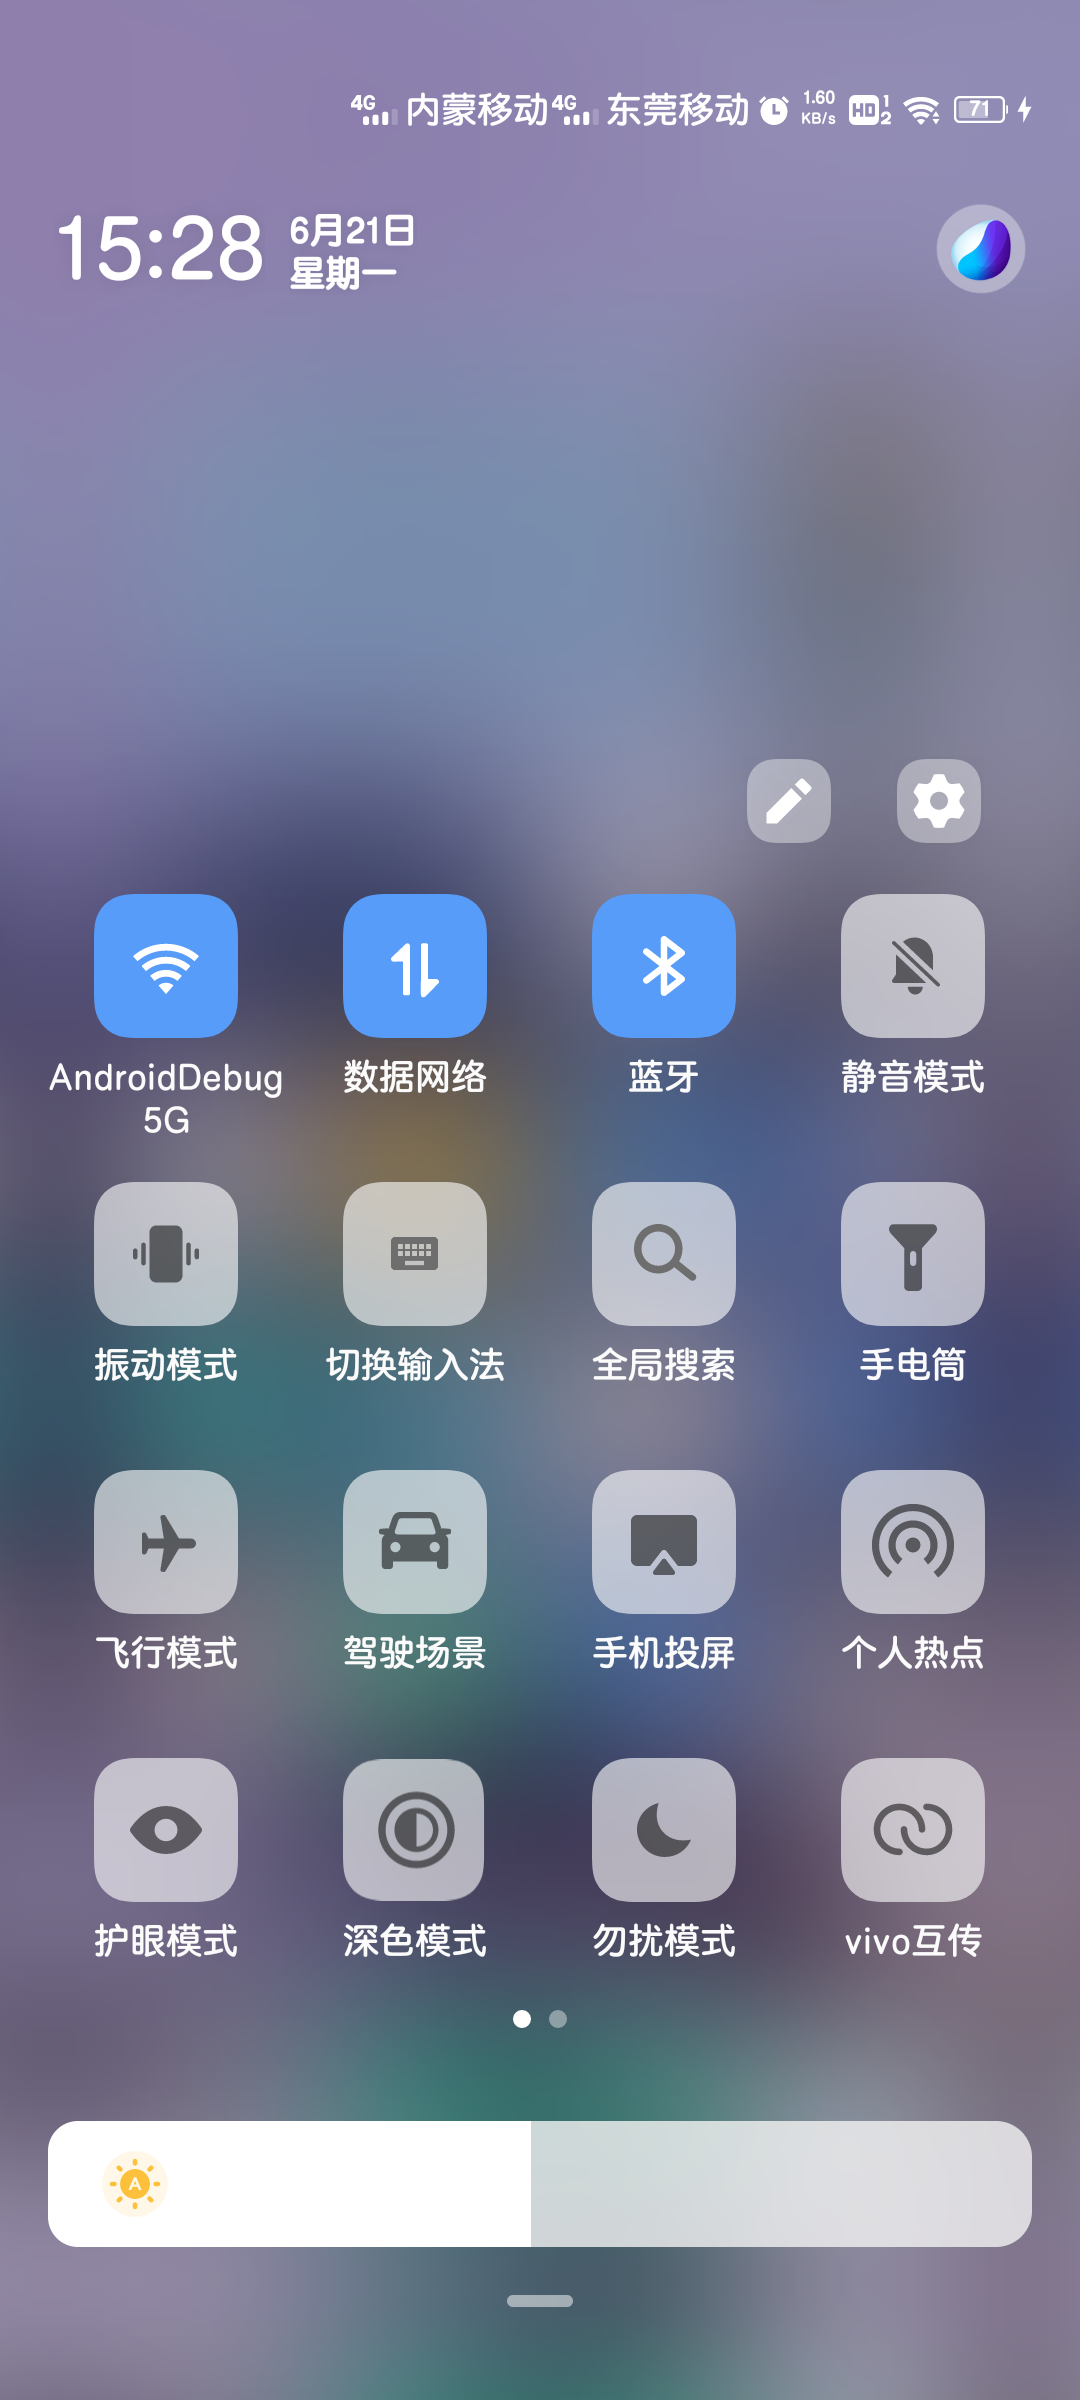 4G 内蒙移动 4G 东莞移动 1.60 KB/s HD 1 2 71
15:28 6月21日
星期一
AndroidDebug 数据网络 蓝牙 静音模式
5G
振动模式 切换输入法 全局搜索 手电筒
飞行模式 驾驶场景 手机投屏 个人热点
护眼模式 深色模式 勿扰模式 vivo互传
A